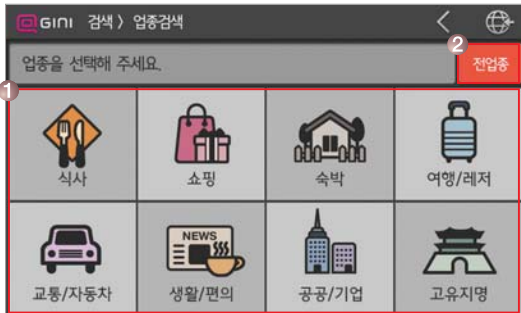 GINI 검색 > 업종검색
2
업종을 선택해 주세요. 전업종
1
식사 쇼핑 숙박 여행/레저
NEWS
교통/자동차 생활/편의 공공/기업 고유지명